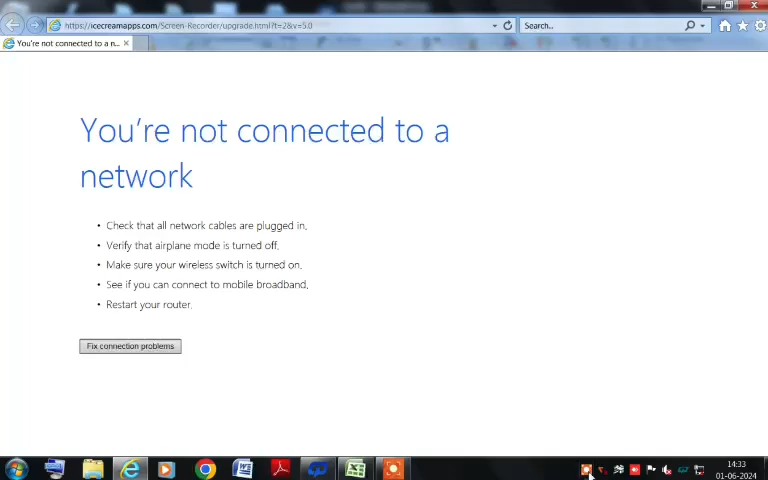 https://icecreamapps.com/Screen-Recorder/upgrade.html?t=2&v=5.0
Search...
You're not connected to a n...
You're not connected to a
network
• Check that all network cables are plugged in.
• Verify that airplane mode is turned off.
• Make sure your wireless switch is turned on.
• See if you can connect to mobile broadband.
• Restart your router.
Fix connection problems
14:33
01-06-2024